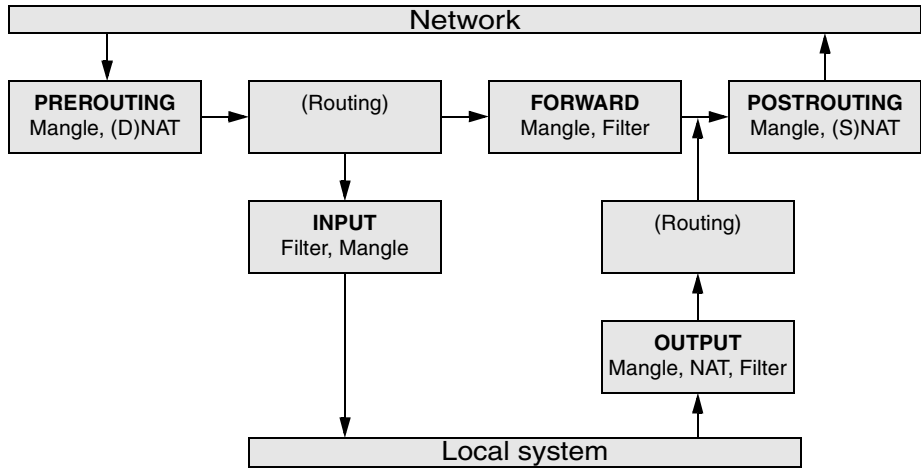 Network
PREROUTING
Mangle, (D)NAT
(Routing)
FORWARD
Mangle, Filter
POSTROUTING
Mangle, (S)NAT
INPUT
Filter, Mangle
(Routing)
OUTPUT
Mangle, NAT, Filter
Local system